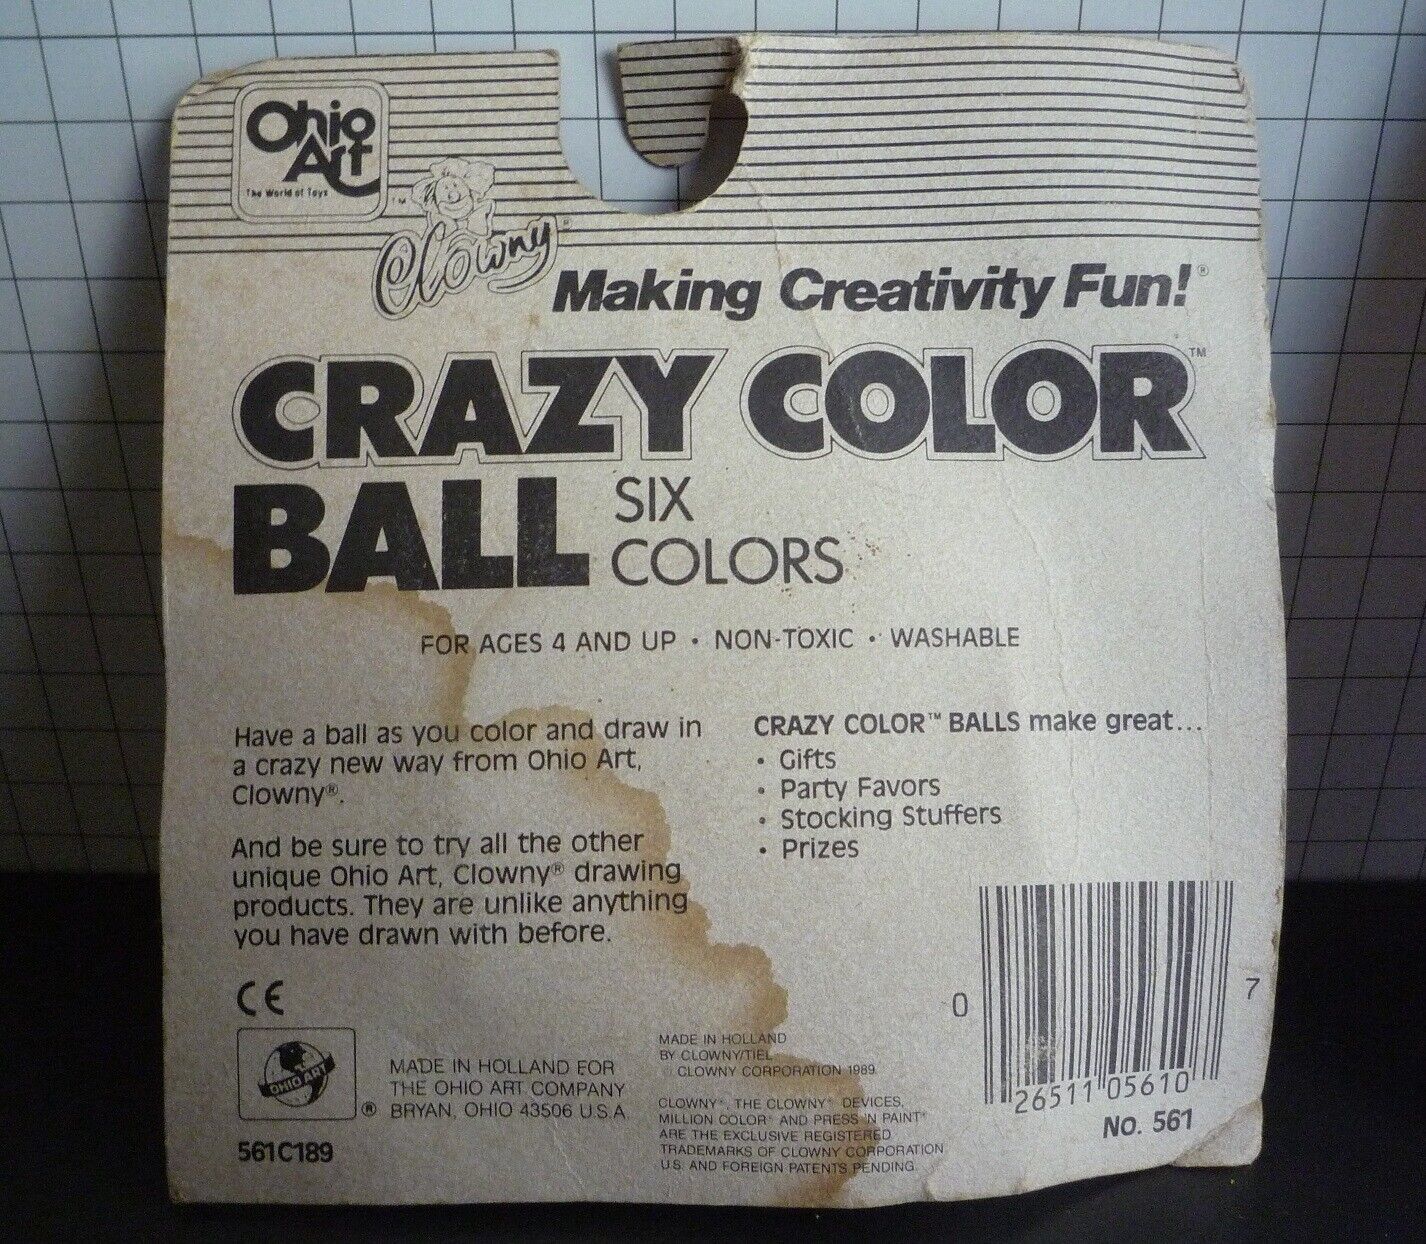 Ohio
Art
The World of Toys
™
Clowny®
Making Creativity Fun!®
CRAZY COLOR™
BALL SIX
COLORS
FOR AGES 4 AND UP • NON-TOXIC • WASHABLE
Have a ball as you color and draw in
a crazy new way from Ohio Art,
Clowny®.
And be sure to try all the other
unique Ohio Art, Clowny® drawing
products. They are unlike anything
you have drawn with before.
CRAZY COLOR™ BALLS make great...
• Gifts
• Party Favors
• Stocking Stuffers
• Prizes
CE
OHIO ART
®
MADE IN HOLLAND FOR
THE OHIO ART COMPANY
BRYAN, OHIO 43506 U.S.A.
561C189
MADE IN HOLLAND
BY CLOWNY/TIEL
© CLOWNY CORPORATION 1989
CLOWNY®, THE CLOWNY® DEVICES,
MILLION COLOR® AND PRESS 'N PAINT®
ARE THE EXCLUSIVE REGISTERED
TRADEMARKS OF CLOWNY CORPORATION
U.S. AND FOREIGN PATENTS PENDING.
0 26511 05610 7
No. 561